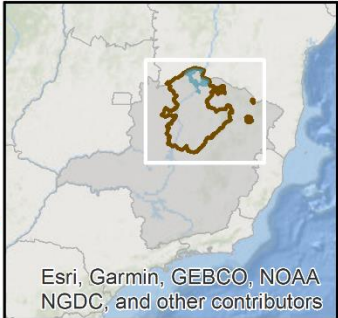 Esri, Garmin, GEBCO, NOAA
NGDC, and other contributors